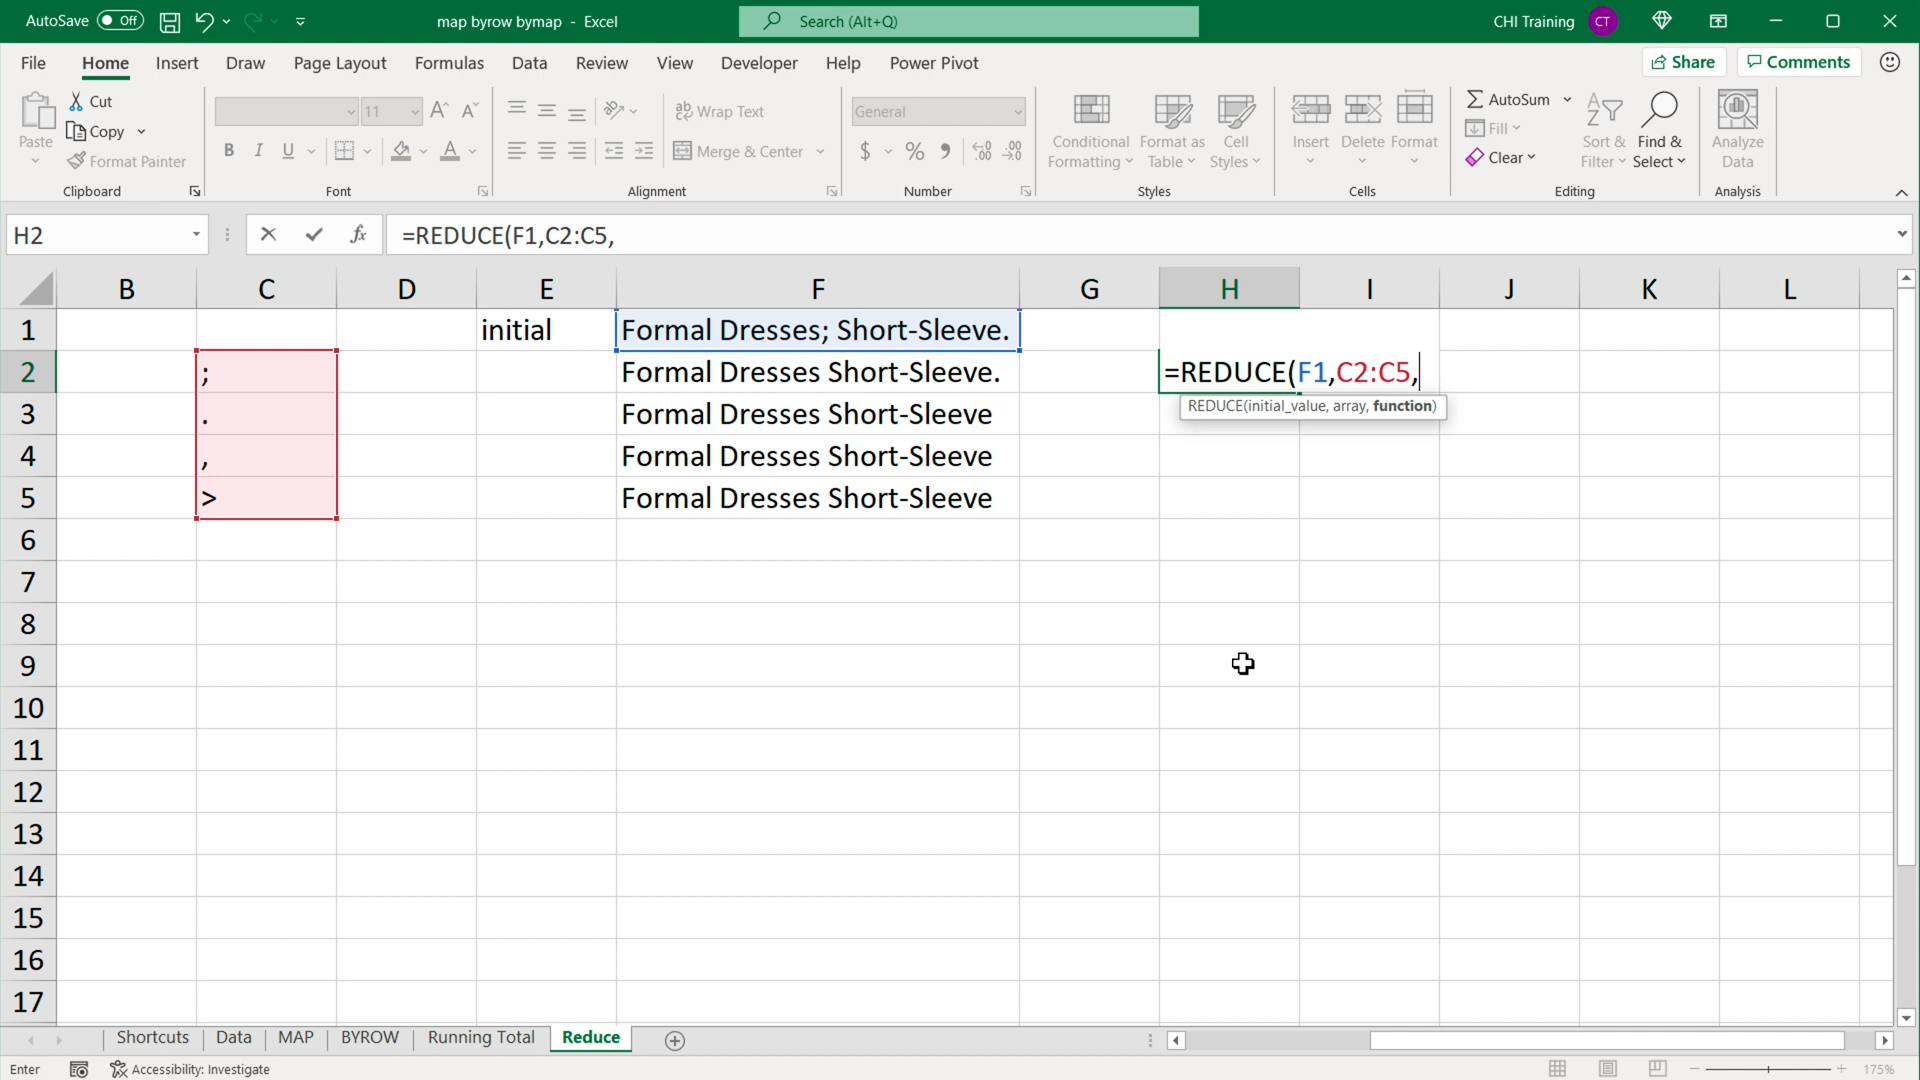 AutoSave Off map byrow bymap - Excel Search (Alt+Q) CHI Training CT
File Home Insert Draw Page Layout Formulas Data Review View Developer Help Power Pivot Share Comments
Paste Cut Copy Format Painter
Clipboard
11 A A
B I U A
Font
Wrap Text
Merge & Center
Alignment
General
$ % 9 .00
Number
Conditional Formatting Format as Table Cell Styles
Styles
Insert Delete Format
Cells
AutoSum Fill Clear Sort & Filter Find & Select
Editing
Analyze Data
Analysis
H2 fx =REDUCE(F1,C2:C5,
B C D E F G H I J K L
1 initial Formal Dresses; Short-Sleeve.
2 ; Formal Dresses Short-Sleeve. =REDUCE(F1,C2:C5,
REDUCE(initial_value, array, function)
3 . Formal Dresses Short-Sleeve
4 , Formal Dresses Short-Sleeve
5 > Formal Dresses Short-Sleeve
6
7
8
9
10
11
12
13
14
15
16
17
Shortcuts Data MAP BYROW Running Total Reduce
Enter Accessibility: Investigate 175%